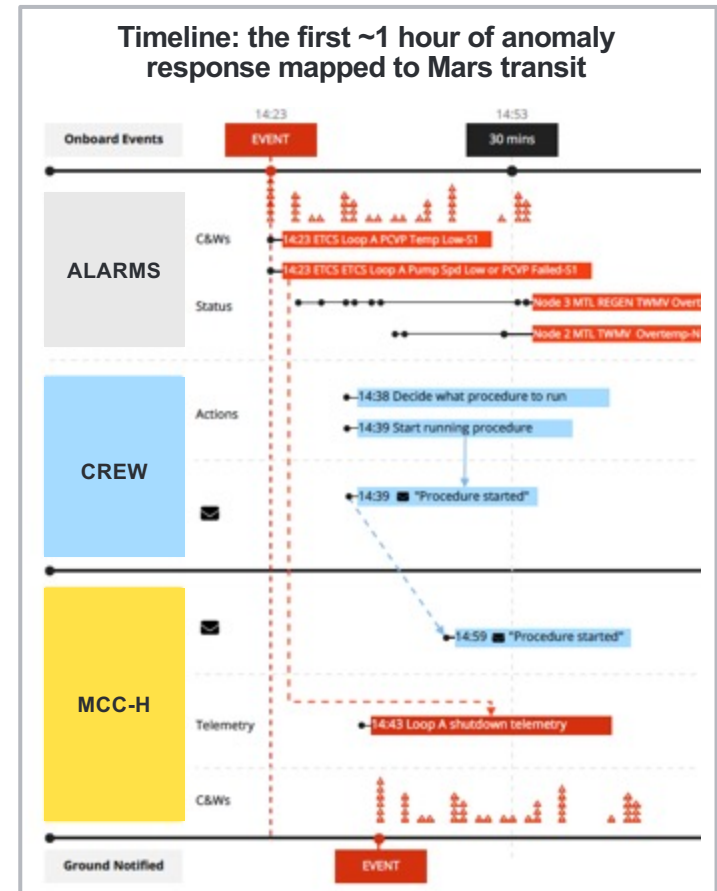 Timeline: the first ~1 hour of anomaly
response mapped to Mars transit
14:23
14:53
Onboard Events
EVENT
30 mins
C&Ws
14:23 ETCS Loop A PCVP Temp Low-S1
ALARMS
14:23 ETCS ETCS Loop A Pump Spd Low or PCVP Failed-S1
Status
Node 3 MTL REGEN TWMV Overt
Node 2 MTL TWMV Overtemp-N
14:38 Decide what procedure to run
Actions
14:39 Start running procedure
CREW
14:39 "Procedure started"
14:59 "Procedure started"
MCC-H
Telemetry
14:43 Loop A shutdown telemetry
C&Ws
Ground Notified
EVENT